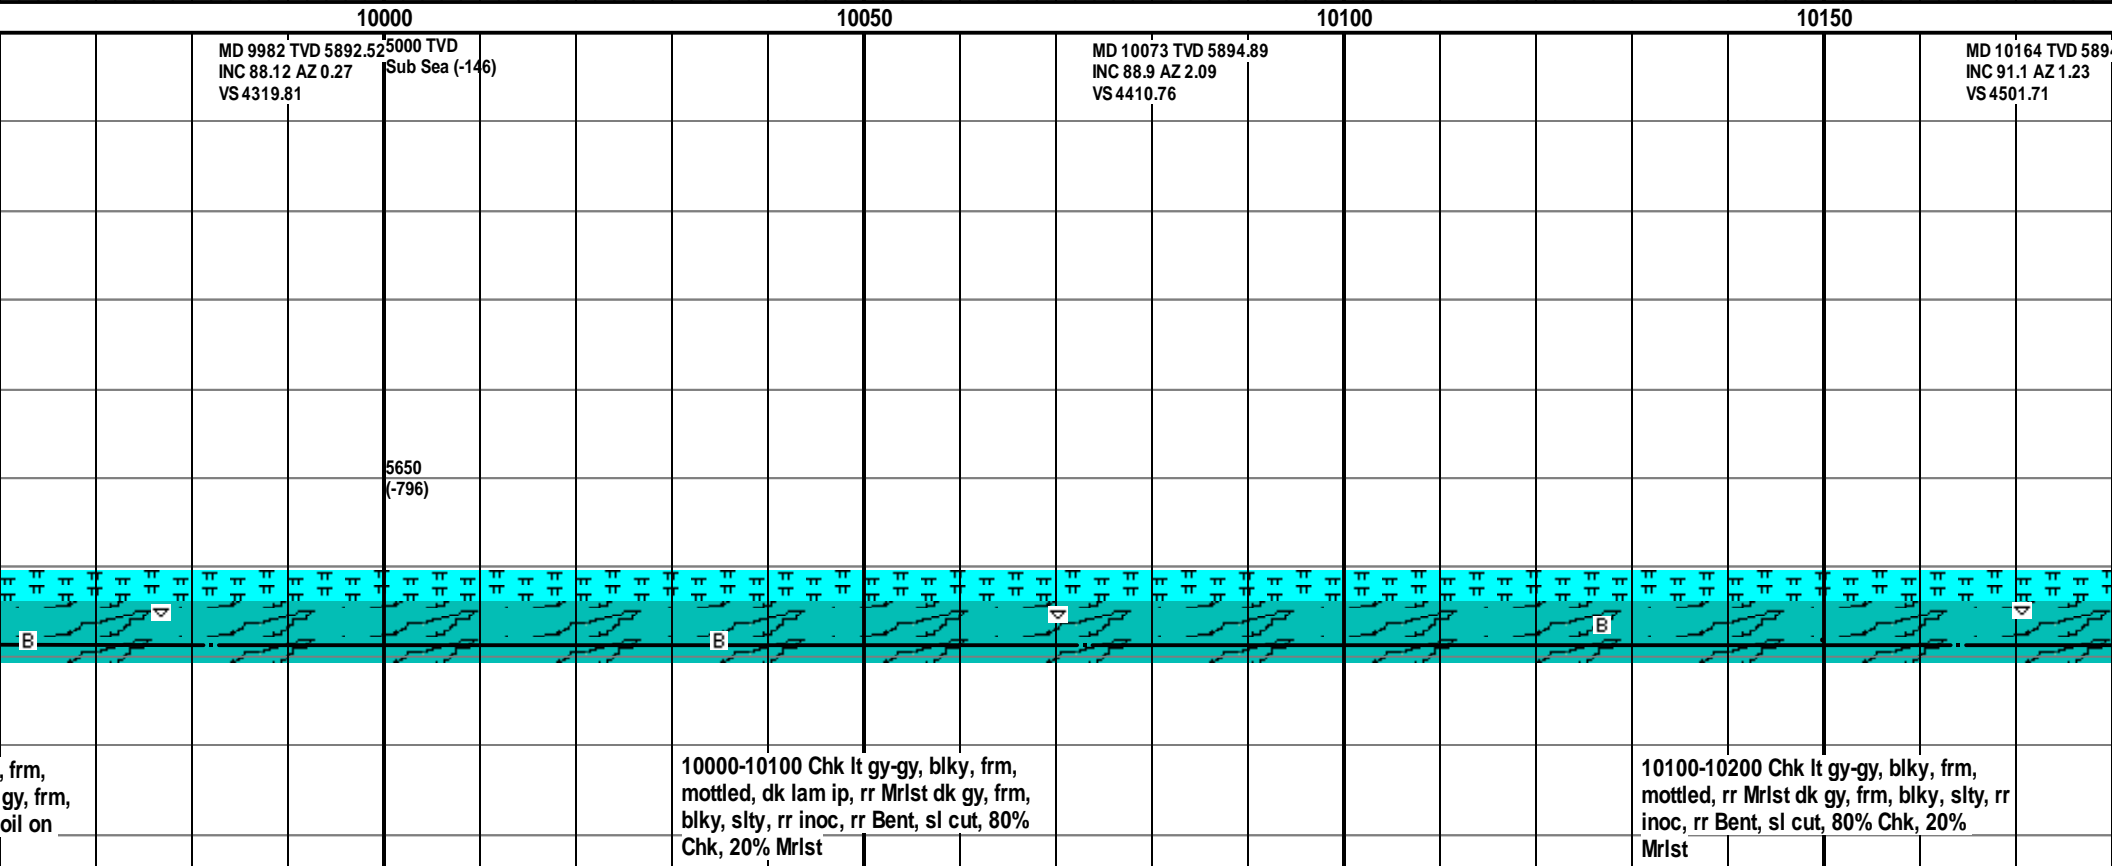 10000 10050 10100 10150
MD 9982 TVD 5892.52
INC 88.12 AZ 0.27
VS 4319.81
5000 TVD
Sub Sea (-146)
MD 10073 TVD 5894.89
INC 88.9 AZ 2.09
VS 4410.76
MD 10164 TVD 589
INC 91.1 AZ 1.23
VS 4501.71
5650
(-796)
B
B
B
, frm,
gy, frm,
oil on
10000-10100 Chk lt gy-gy, blky, frm,
mottled, dk lam ip, rr Mrlst dk gy, frm,
blky, slty, rr inoc, rr Bent, sl cut, 80%
Chk, 20% Mrlst
10100-10200 Chk lt gy-gy, blky, frm,
mottled, rr Mrlst dk gy, frm, blky, slty, rr
inoc, rr Bent, sl cut, 80% Chk, 20%
Mrlst